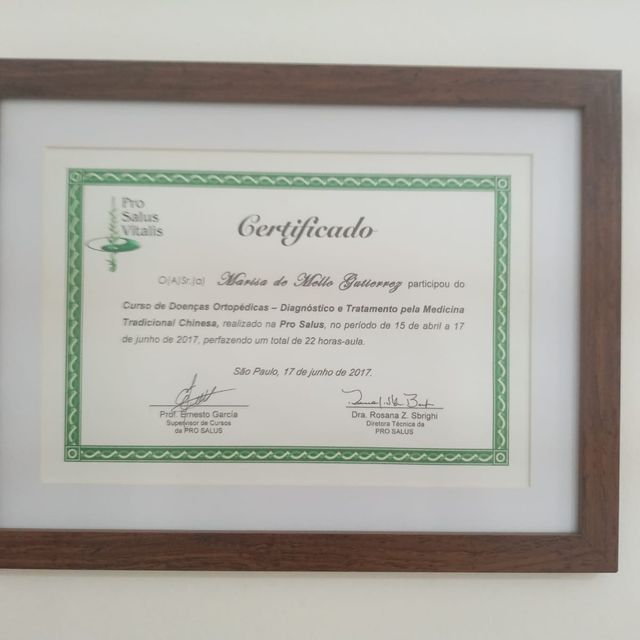 Pro
Salus
Vitalis
Certificado
O(A)Sr.(a) Marisa de Mello Gutierrez participou do
Curso de Doenças Ortopédicas – Diagnóstico e Tratamento pela Medicina
Tradicional Chinesa, realizado na Pro Salus, no período de 15 de abril a 17
de junho de 2017, perfazendo um total de 22 horas-aula.
São Paulo, 17 de junho de 2017.
Prof. Ernesto Garcia
Supervisor de Cursos
da PRO SALUS
Dra. Rosana Z. Sbrighi
Diretora Técnica da
PRO SALUS